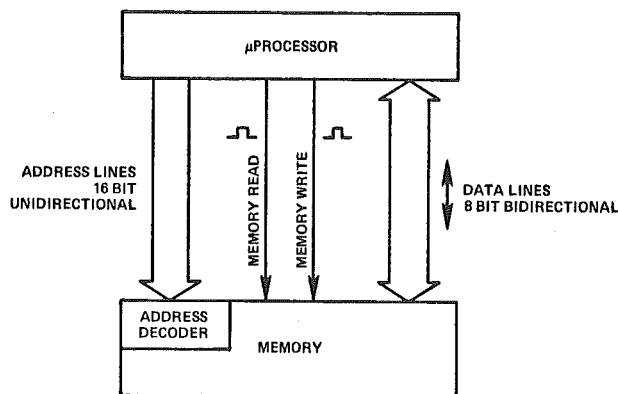 µPROCESSOR
ADDRESS LINES
16 BIT
UNIDIRECTIONAL
MEMORY READ
MEMORY WRITE
DATA LINES
8 BIT BIDIRECTIONAL
ADDRESS
DECODER
MEMORY